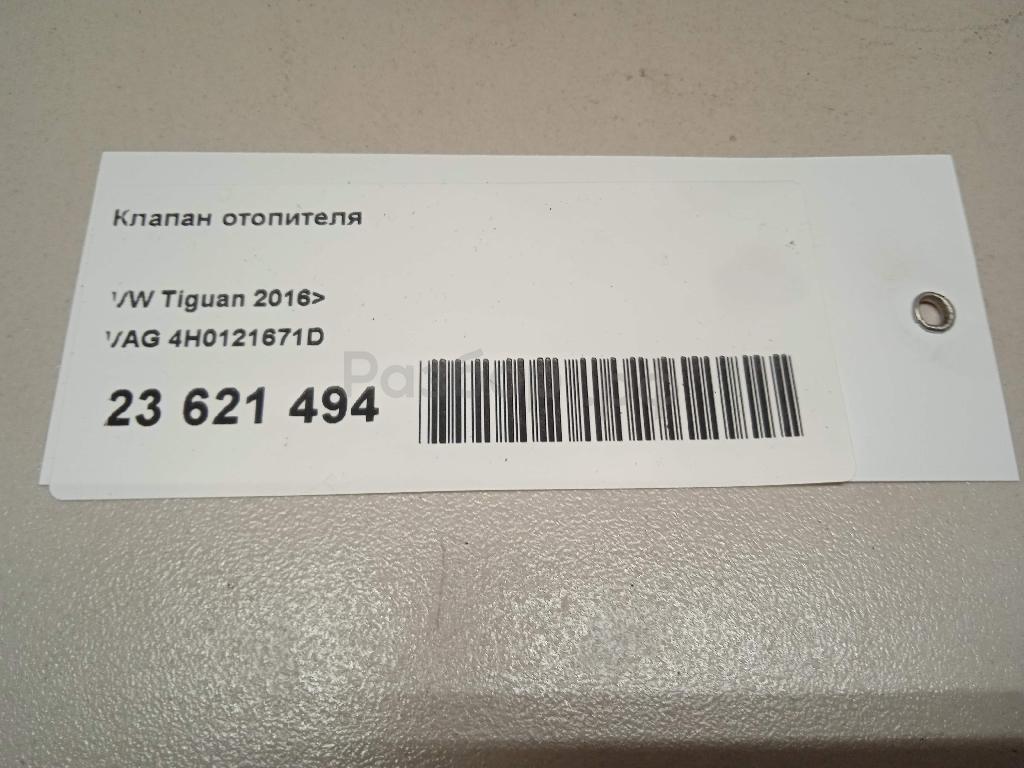 Клапан отопителя
VW Tiguan 2016>
VAG 4H0121671D
23 621 494